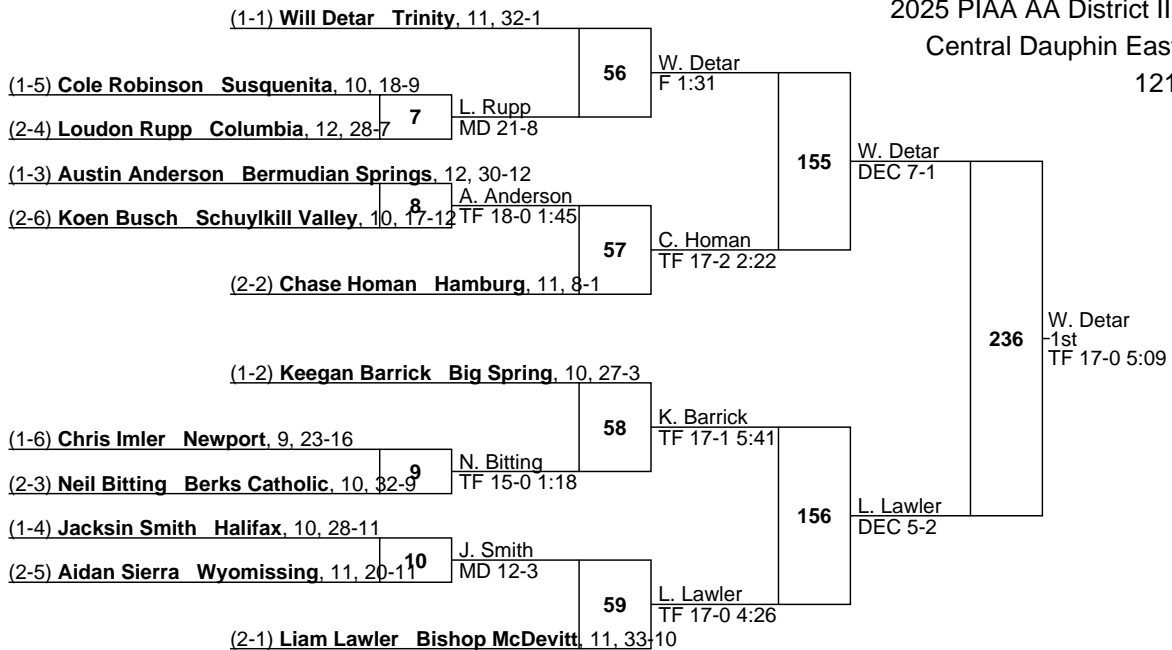 2025 PIAA AA District II
Central Dauphin Eas
121
(1-1) Will Detar Trinity, 11, 32-1
56
W. Detar
F 1:31
(1-5) Cole Robinson Susquenita, 10, 18-9
7
L. Rupp
MD 21-8
(2-4) Loudon Rupp Columbia, 12, 28-7
155
W. Detar
DEC 7-1
(1-3) Austin Anderson Bermudian Springs, 12, 30-12
8
A. Anderson
TF 18-0 1:45
(2-6) Koen Busch Schuylkill Valley, 10, 17-12
57
C. Homan
TF 17-2 2:22
(2-2) Chase Homan Hamburg, 11, 8-1
236
W. Detar
1st
TF 17-0 5:09
(1-2) Keegan Barrick Big Spring, 10, 27-3
58
K. Barrick
TF 17-1 5:41
(1-6) Chris Imler Newport, 9, 23-16
9
N. Bitting
TF 15-0 1:18
(2-3) Neil Bitting Berks Catholic, 10, 32-9
156
L. Lawler
DEC 5-2
(1-4) Jacksin Smith Halifax, 10, 28-11
10
J. Smith
MD 12-3
(2-5) Aidan Sierra Wyomissing, 11, 20-11
59
L. Lawler
TF 17-0 4:26
(2-1) Liam Lawler Bishop McDevitt, 11, 33-10